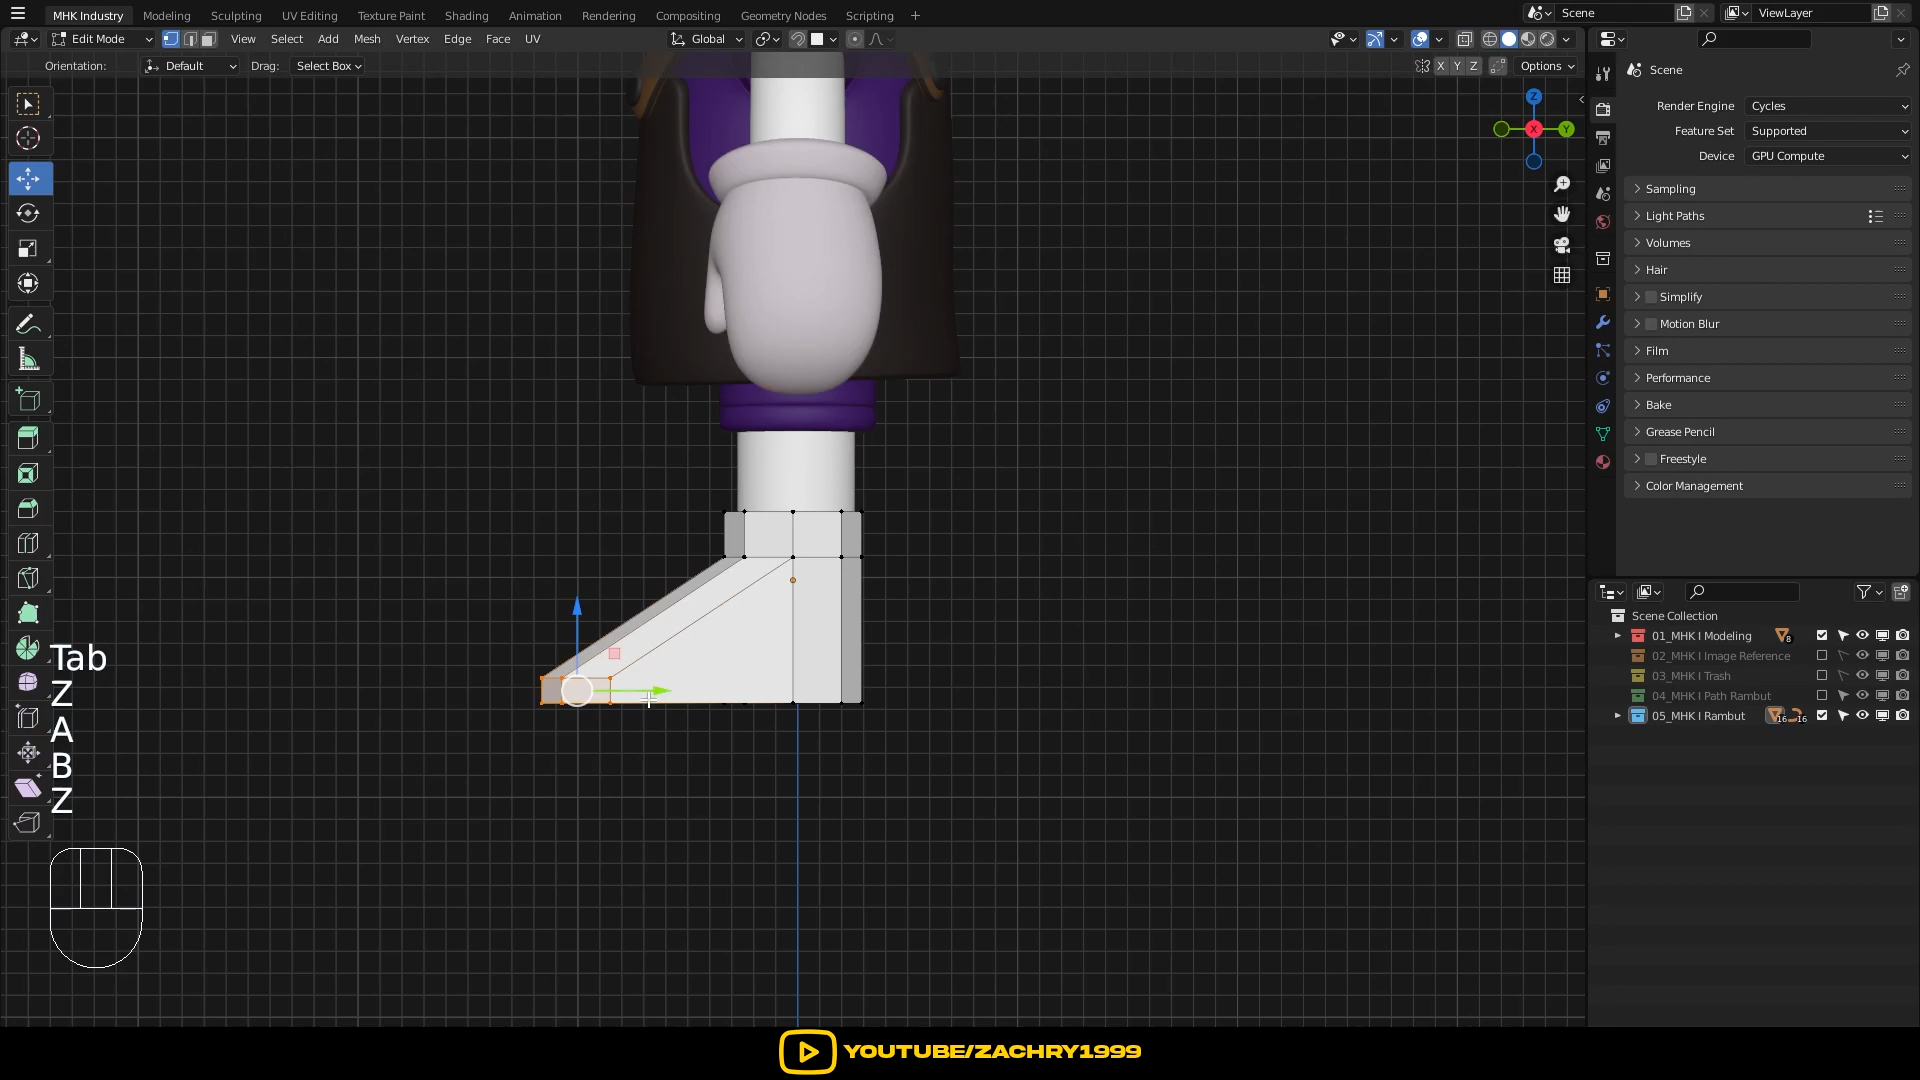 MHK Industry Modeling Sculpting UV Editing Texture Paint Shading Animation Rendering Compositing Geometry Nodes Scripting + Scene ViewLayer
Edit Mode View Select Add Mesh Vertex Edge Face UV Global
Orientation: Default Drag: Select Box X Y Z Options
Z
X
Y
Scene
Render Engine Cycles
Feature Set Supported
Device GPU Compute
Sampling
Light Paths
Volumes
Hair
Simplify
Motion Blur
Film
Performance
Bake
Grease Pencil
Freestyle
Color Management
Scene Collection
01_MHK I Modeling 8
02_MHK I Image Reference
03_MHK I Trash
04_MHK I Path Rambut
05_MHK I Rambut 16 16
Tab
Z
A
B
Z
YOUTUBE/ZACHRY1999